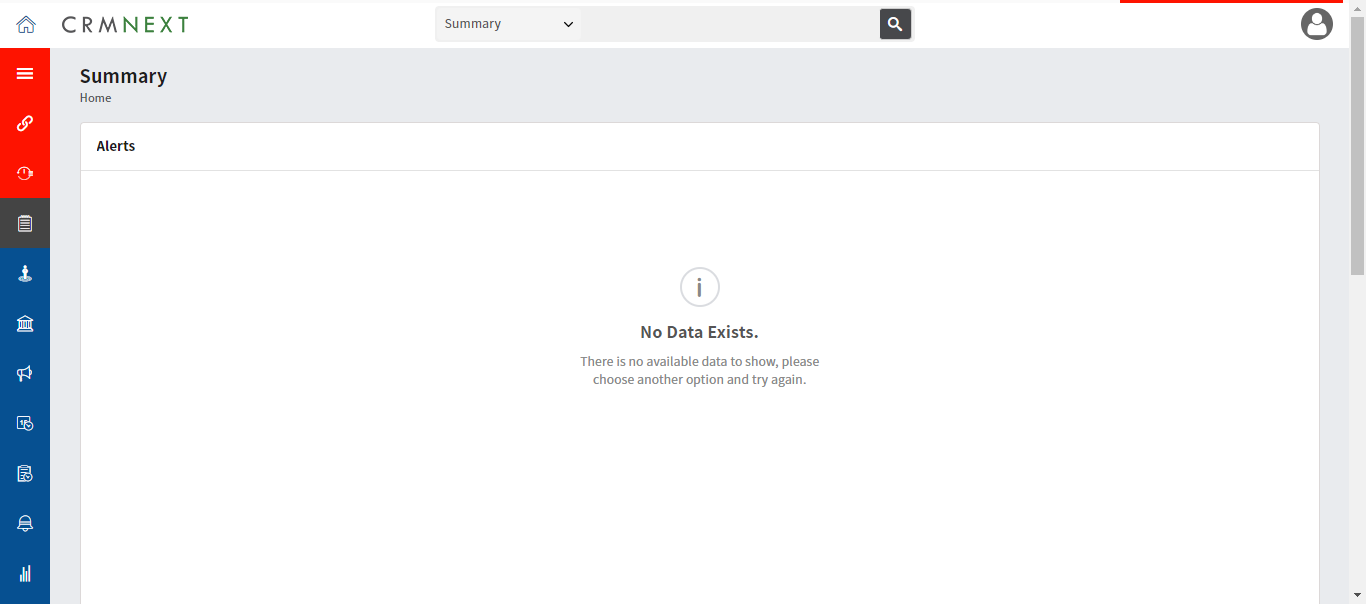 CRMNEXT
Summary
Summary
Home
Alerts
No Data Exists.
There is no available data to show, please
choose another option and try again.